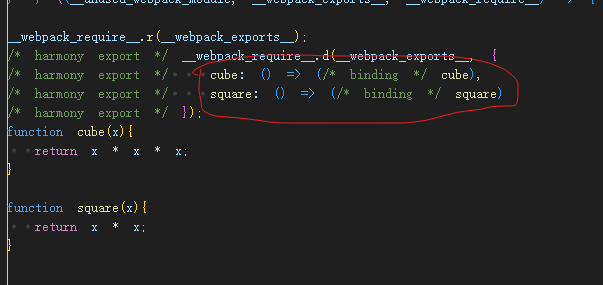 ((__unused_webpack_module, __webpack_exports__, __webpack_require__) => {
__webpack_require__.r(__webpack_exports__);
/* harmony export */ __webpack_require__.d(__webpack_exports__, {
/* harmony export */ cube: () => (/* binding */ cube),
/* harmony export */ square: () => (/* binding */ square)
/* harmony export */ });
function cube(x){
return x * x * x;
}
function square(x){
return x * x;
}